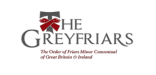 THE
GREYFRIARS
The Order of Friars Minor Conventual
of Great Britain & Ireland